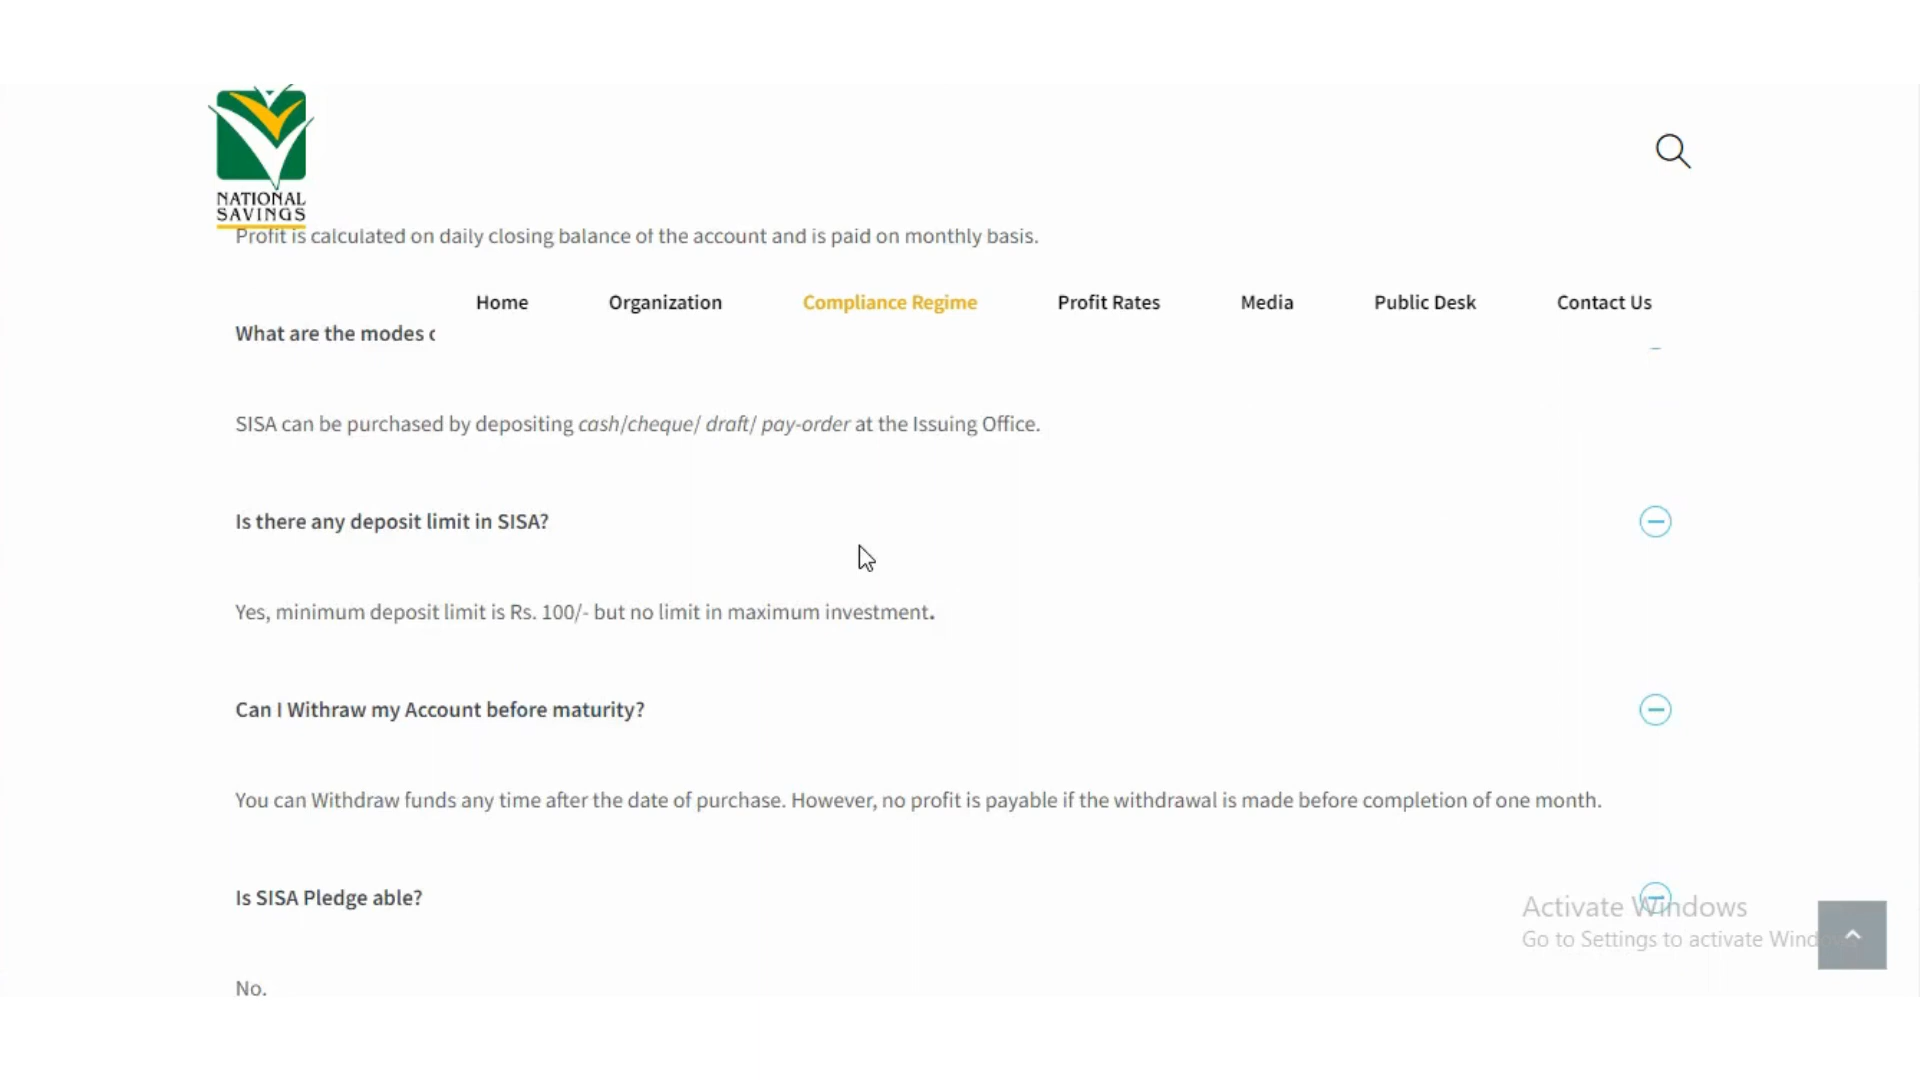 NATIONAL
SAVINGS
Profit is calculated on daily closing balance of the account and is paid on monthly basis.
Home Organization Compliance Regime Profit Rates Media Public Desk Contact Us
What are the modes
SISA can be purchased by depositing cash/cheque/ draft/ pay-order at the Issuing Office.
Is there any deposit limit in SISA?
Yes, minimum deposit limit is Rs. 100/- but no limit in maximum investment.
Can I Withraw my Account before maturity?
You can Withdraw funds any time after the date of purchase. However, no profit is payable if the withdrawal is made before completion of one month.
Is SISA Pledge able?
Activate Windows
Go to Settings to activate Wind
No.